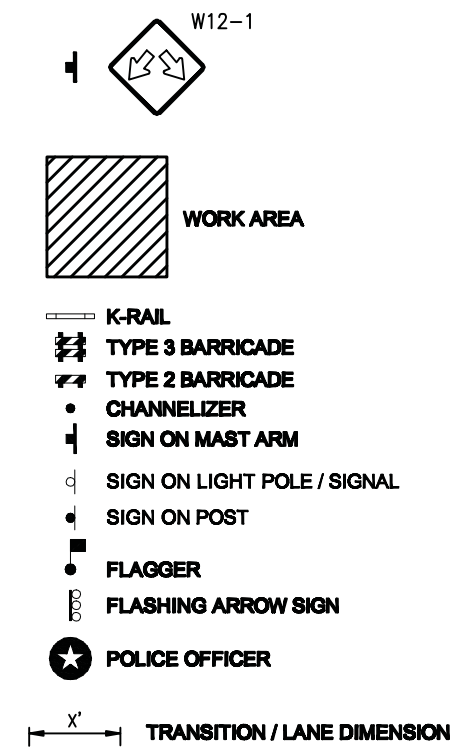 W12-1
WORK AREA
K-RAIL
TYPE 3 BARRICADE
TYPE 2 BARRICADE
CHANNELIZER
SIGN ON MAST ARM
SIGN ON LIGHT POLE / SIGNAL
SIGN ON POST
FLAGGER
FLASHING ARROW SIGN
POLICE OFFICER
X'
TRANSITION / LANE DIMENSION